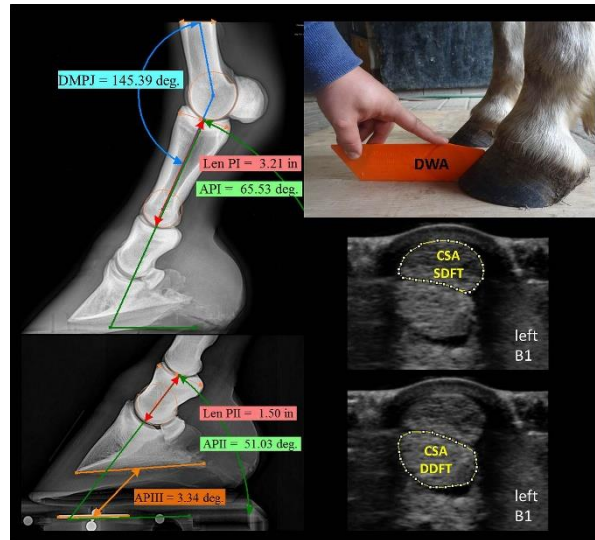 DMPJ = 145.39 deg.
Len PI = 3.21 in
API = 65.53 deg.
DWA
CSA
SDFT
left
B1
Len PII = 1.50 in
APII = 51.03 deg.
APIII = 3.34 deg.
CSA
DDFT
left
B1